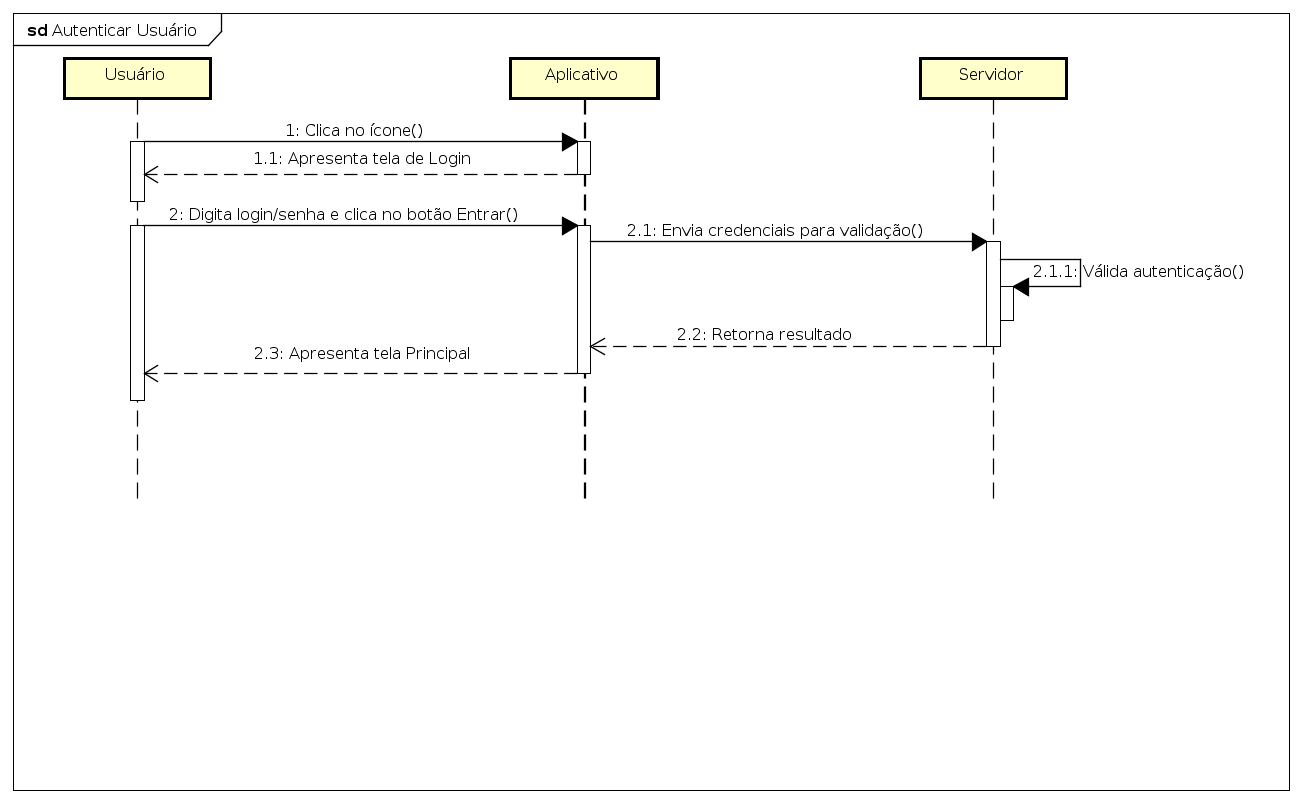 sd Autenticar Usuário
Usuário
Aplicativo
Servidor
1: Clica no ícone()
1.1: Apresenta tela de Login
2: Digita login/senha e clica no botão Entrar()
2.1: Envia credenciais para validação()
2.1.1: Válida autenticação()
2.2: Retorna resultado
2.3: Apresenta tela Principal